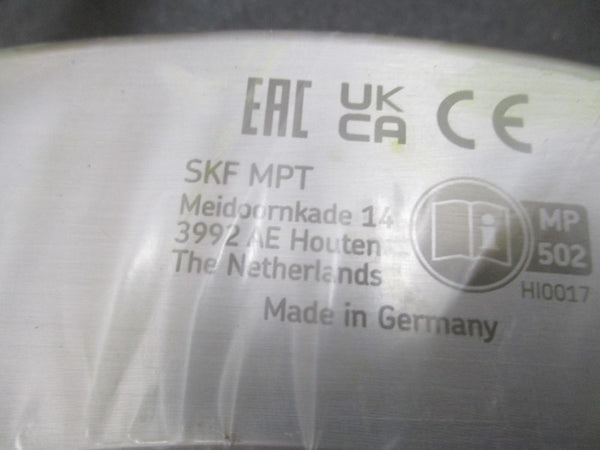 EAC UK CA CE
SKF MPT
Meidoornkade 14
3992 AE Houten
The Netherlands
MP 502
HI0017
Made in Germany